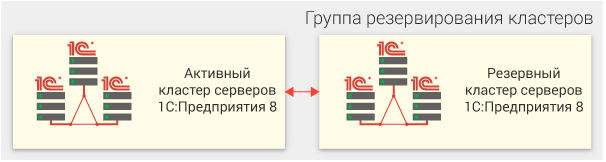 Группа резервирования кластеров
1С
1С
1С
Активный
кластер серверов
1С:Предприятия 8
1С
1С
1С
Резервный
кластер серверов
1С:Предприятия 8